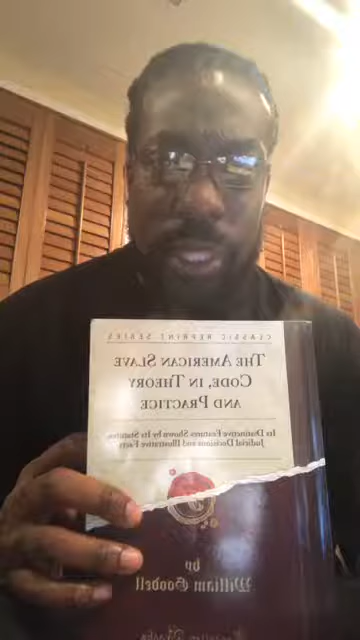 CLASSIC REPRINT SERIES
THE AMERICAN SLAVE
CODE, IN THEORY
AND PRACTICE
Its Distinctive Features Shown by Its Statutes,
Judicial Decisions and Illustrative Facts
by
William Goodell